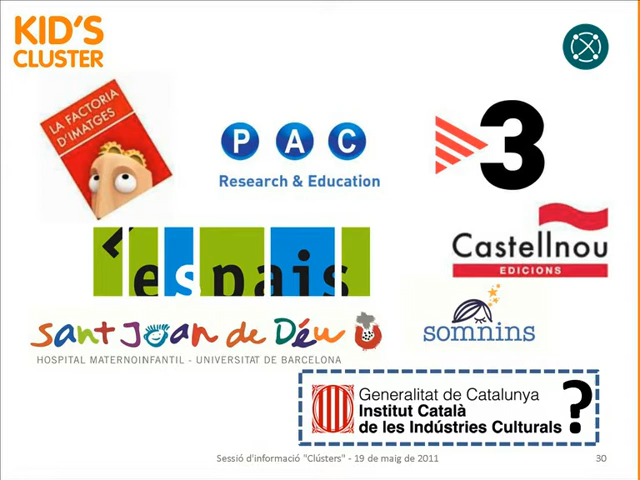 KID'S
CLUSTER
LA FACTORIA
D'IMATGES
P A C
Research & Education
3
espais
Castellnou
EDICIONS
sant Joan de Déu
HOSPITAL MATERNOINFANTIL - UNIVERSITAT DE BARCELONA
somnins
Generalitat de Catalunya
Institut Català
de les Indústries Culturals
?
Sessió d'informació "Clústers" - 19 de maig de 2011
30